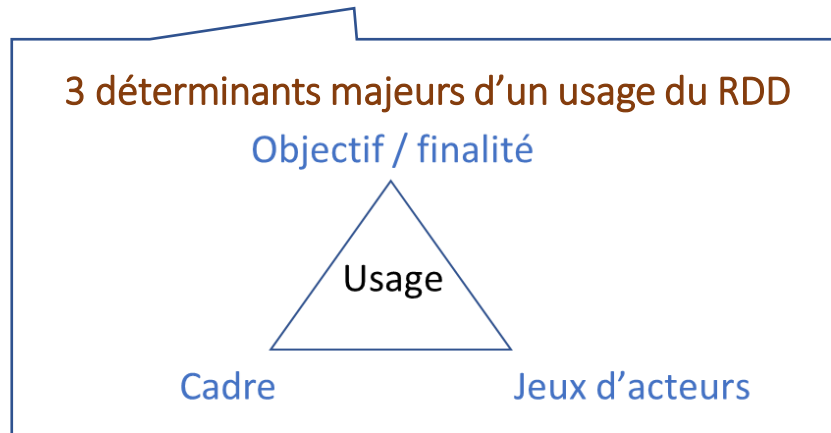 3 déterminants majeurs d’un usage du RDD
Objectif / finalité
Usage
Cadre
Jeux d’acteurs